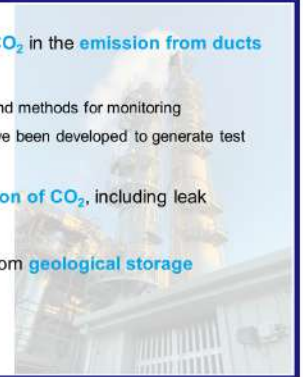 CO₂ in the emission from ducts
nd methods for monitoring
e been developed to generate test
on of CO₂, including leak
om geological storage